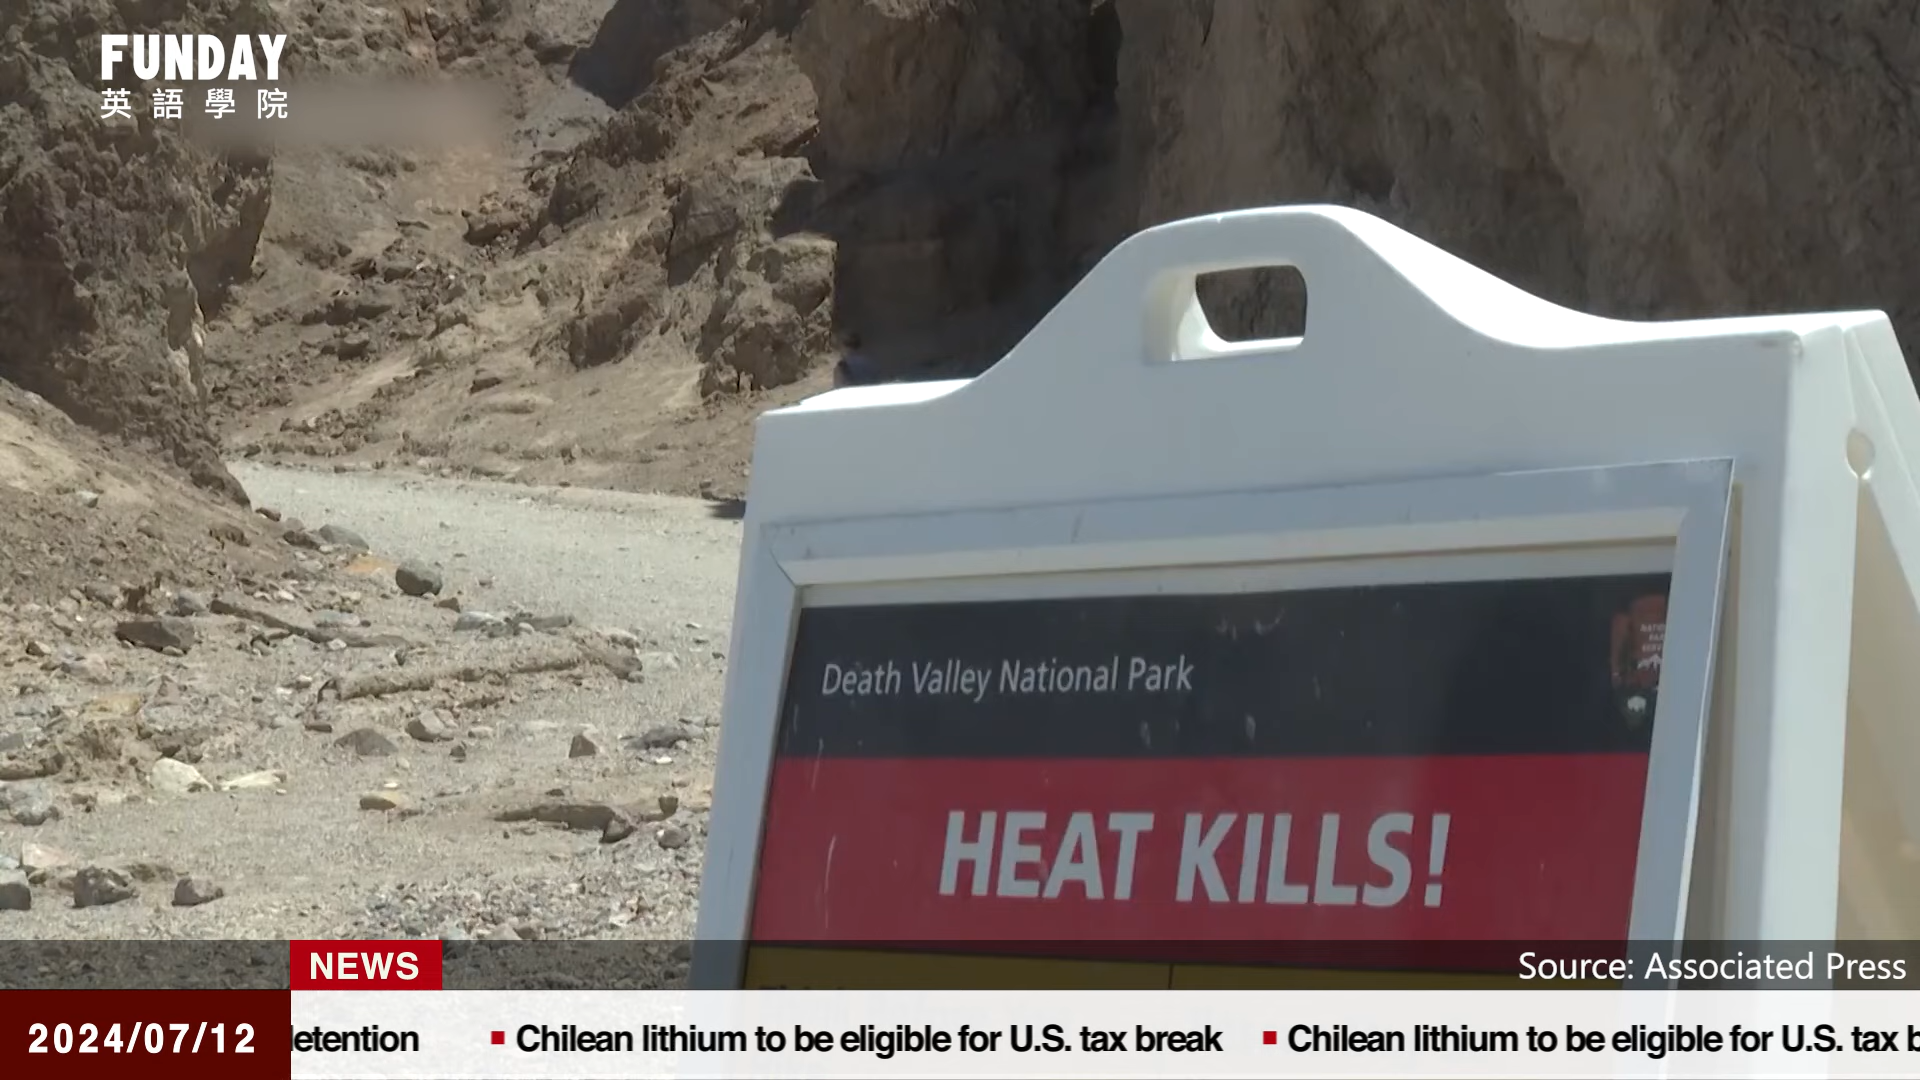 FUNDAY
英語學院
Death Valley National Park
HEAT KILLS!
NEWS
Source: Associated Press
2024/07/12
▪ Chilean lithium to be eligible for U.S. tax break ▪ Chilean lithium to be eligible for U.S. tax